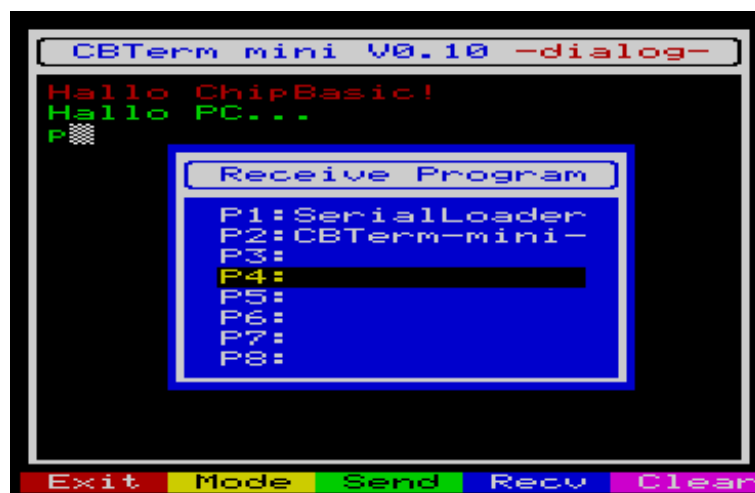 CBTerm mini V0.10 -dialog-
Hallo ChipBasic!
Hallo PC...
P
Receive Program
P1:SerialLoader
P2:CBTerm-mini-
P3:
P4:
P5:
P6:
P7:
P8:
Exit Mode Send Recv Clear